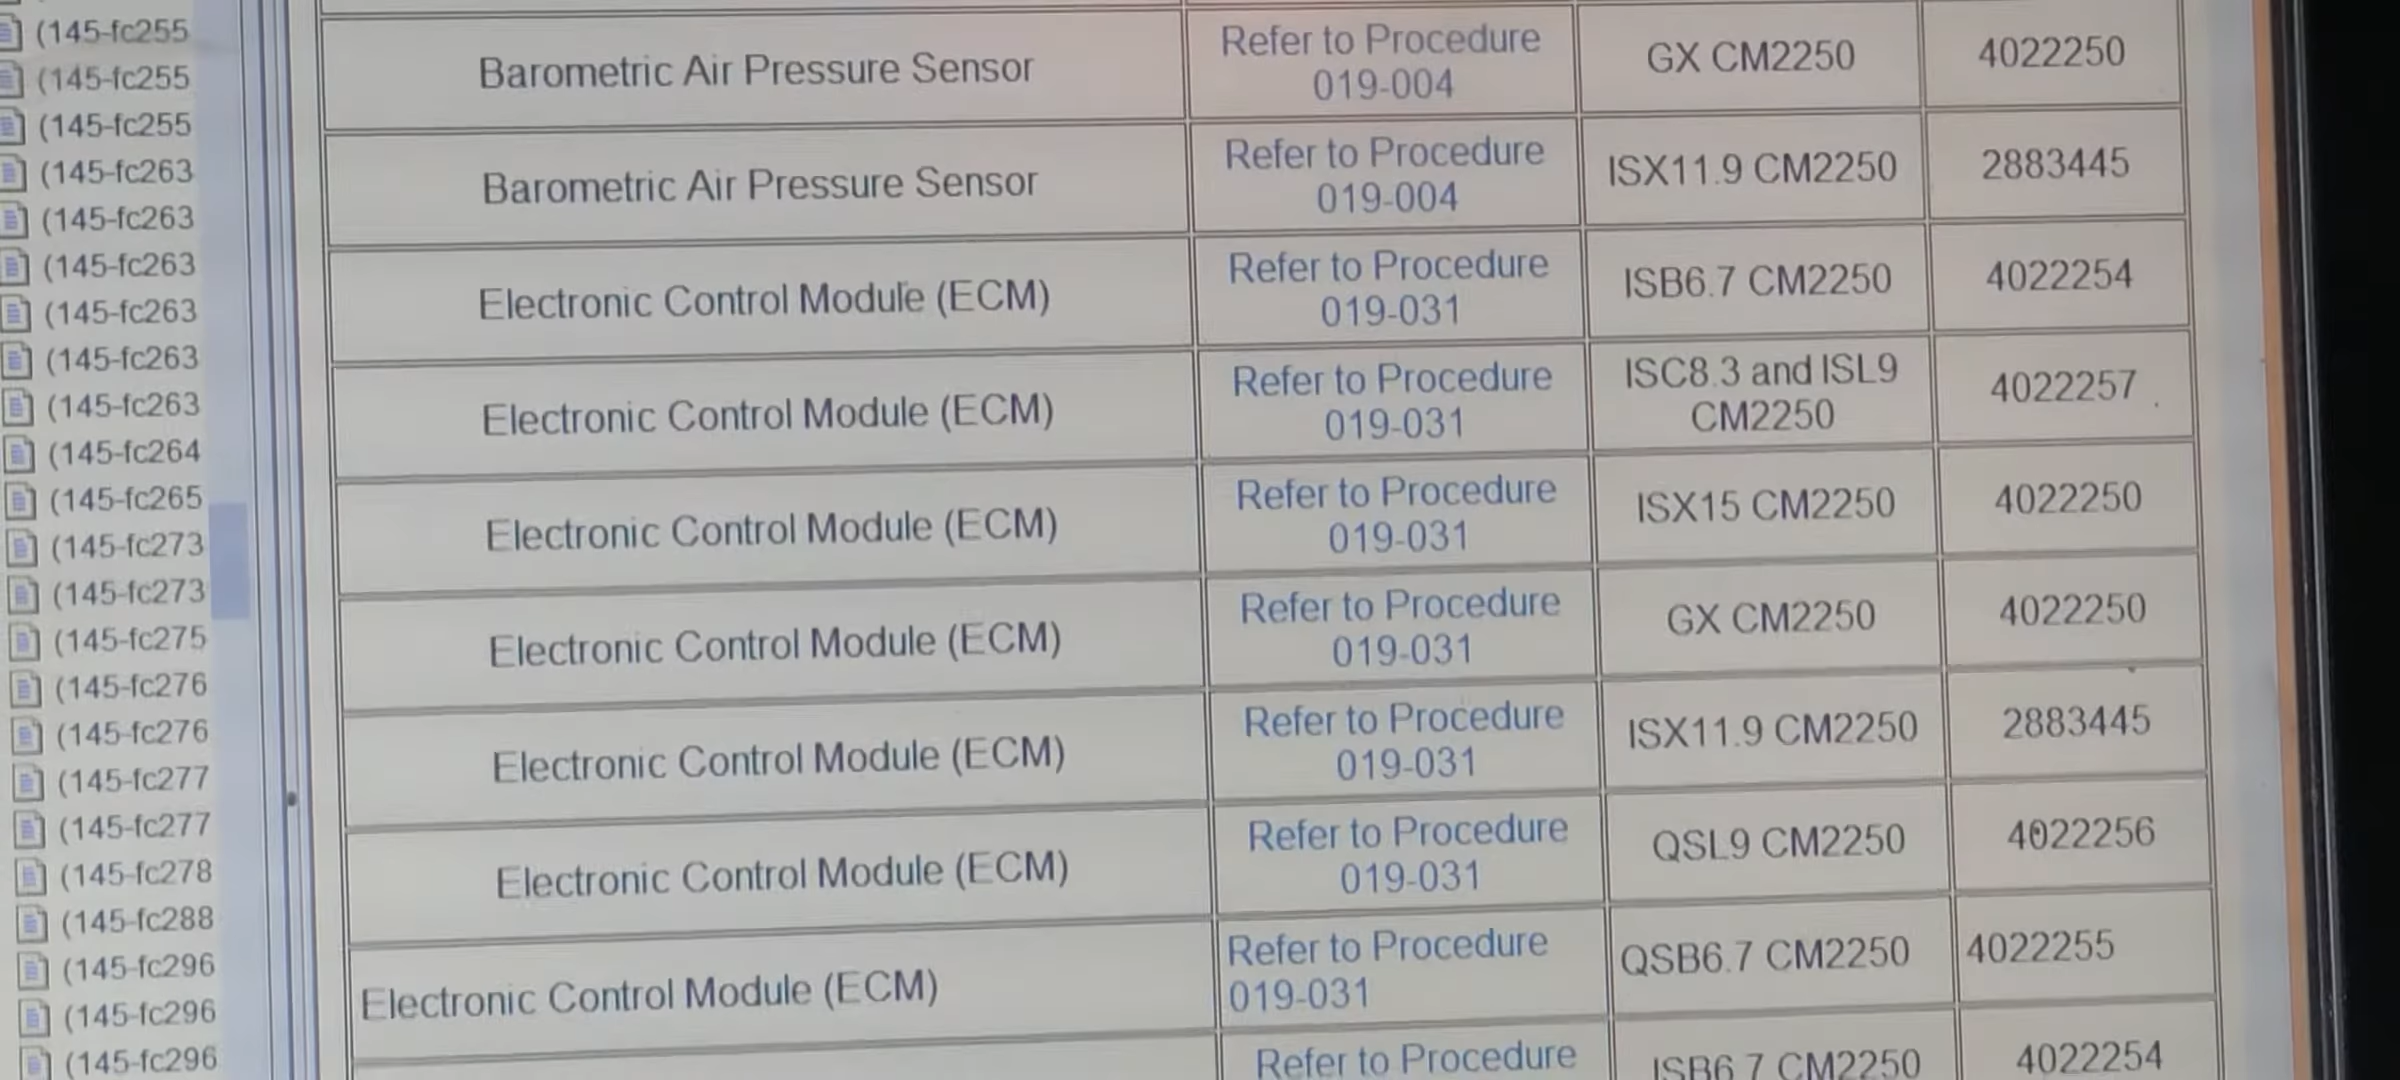 (145-fc255
(145-fc255
(145-fc255
(145-fc263
(145-fc263
(145-fc263
(145-fc263
(145-fc263
(145-fc263
(145-fc264
(145-fc265
(145-fc273
(145-fc273
(145-fc275
(145-fc276
(145-fc276
(145-fc277
(145-fc277
(145-fc278
(145-fc288
(145-fc296
(145-fc296
(145-fc296
Barometric Air Pressure Sensor
Refer to Procedure
019-004
GX CM2250
4022250
Barometric Air Pressure Sensor
Refer to Procedure
019-004
ISX11.9 CM2250
2883445
Electronic Control Module (ECM)
Refer to Procedure
019-031
ISB6.7 CM2250
4022254
Electronic Control Module (ECM)
Refer to Procedure
019-031
ISC8.3 and ISL9
CM2250
4022257
Electronic Control Module (ECM)
Refer to Procedure
019-031
ISX15 CM2250
4022250
Electronic Control Module (ECM)
Refer to Procedure
019-031
GX CM2250
4022250
Electronic Control Module (ECM)
Refer to Procedure
019-031
ISX11.9 CM2250
2883445
Electronic Control Module (ECM)
Refer to Procedure
019-031
QSL9 CM2250
4022256
Electronic Control Module (ECM)
Refer to Procedure
019-031
QSB6.7 CM2250
4022255
Refer to Procedure
ISB6.7 CM2250
4022254